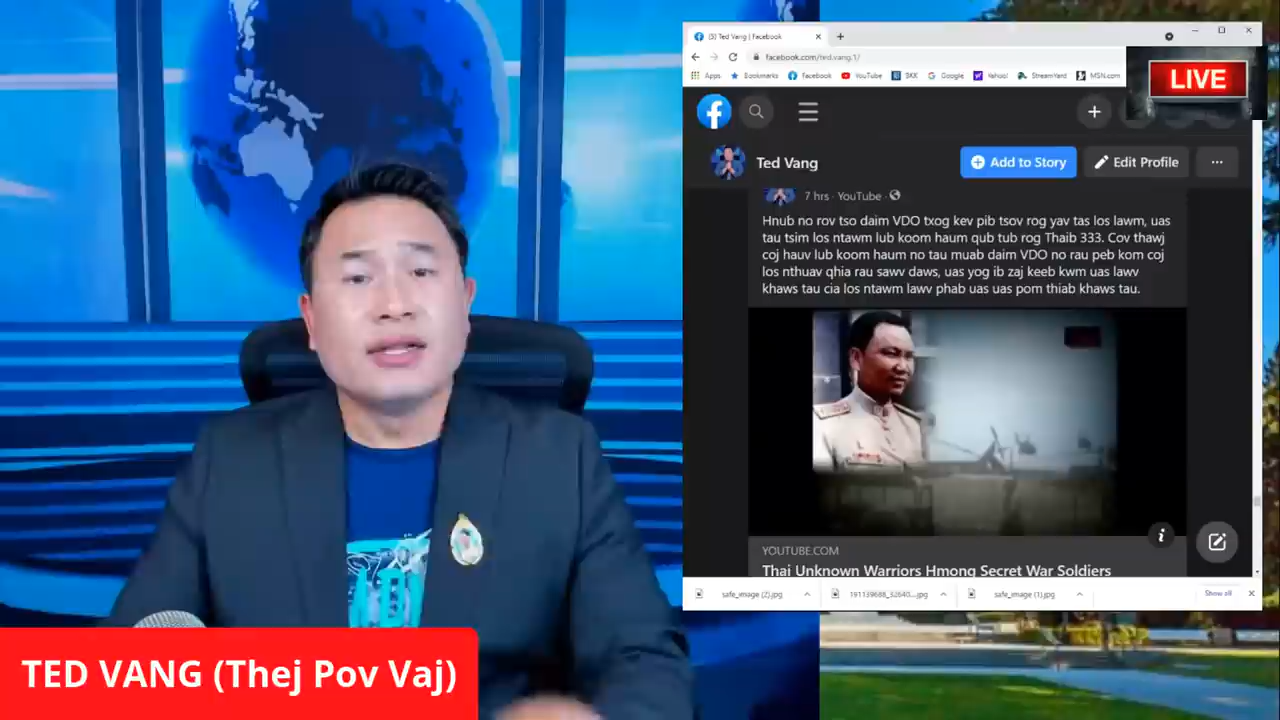 (5) Ted Vang | Facebook
facebook.com/ted.vang.1/
Apps
Bookmarks
Facebook
YouTube
BKK
Google
Yahoo!
StreamYard
MSN.com
LIVE
Ted Vang
Add to Story
Edit Profile
7 hrs · YouTube ·
Hnub no rov tso daim VDO txog kev pib tsov rog yav tas los lawm, uas
tau tsim los ntawm lub koom haum qub tub rog Thaib 333. Cov thawj
coj hauv lub koom haum no tau muab daim VDO no rau peb kom coj
los nthuav qhia rau sawv daws, uas yog ib zaj keeb kwm uas lawv
khaws tau cia los ntawm lawv phab uas uas pom thiab khaws tau.
YOUTUBE.COM
Thai Unknown Warriors Hmong Secret War Soldiers
safe_image (2).jpg
191139688_32640....jpg
safe_image (1).jpg
Show all
TED VANG (Thej Pov Vaj)